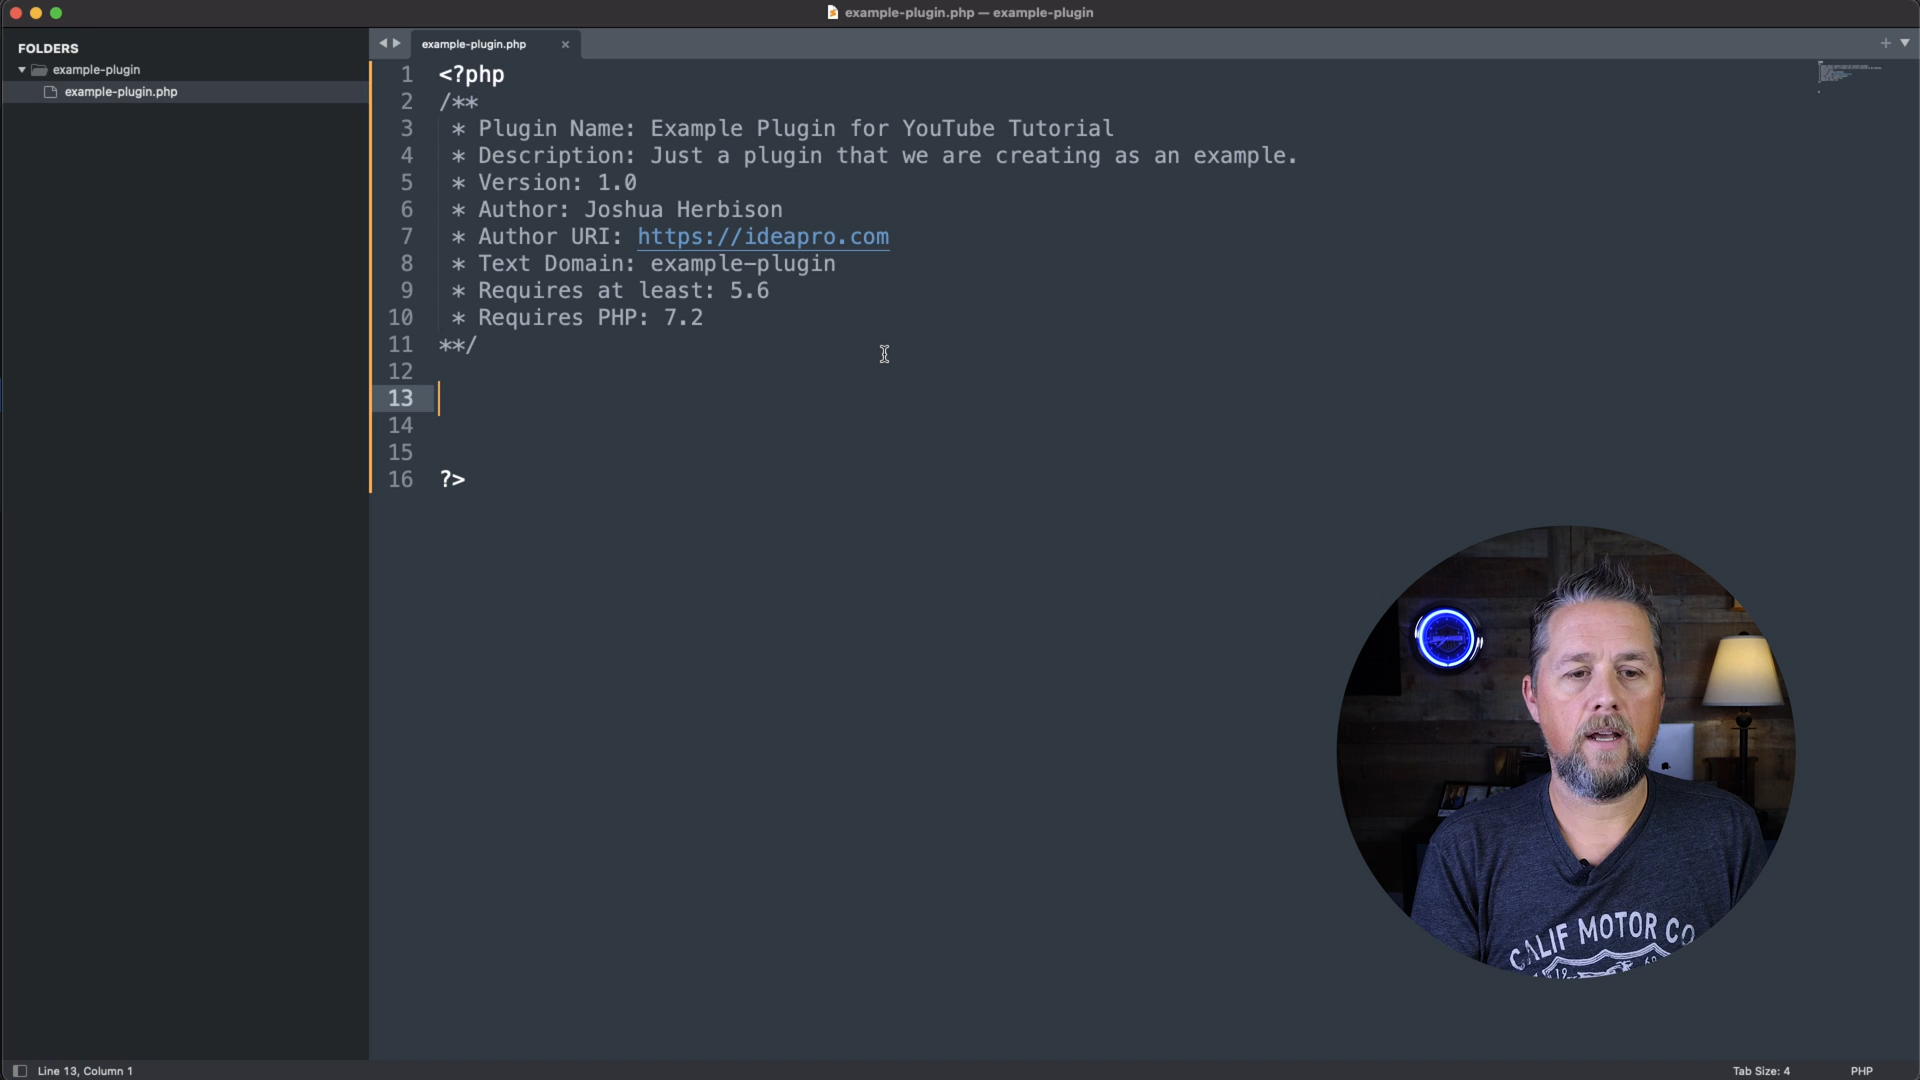 example-plugin.php — example-plugin
FOLDERS
example-plugin
example-plugin.php
example-plugin.php
1 <?php
2 /**
3 * Plugin Name: Example Plugin for YouTube Tutorial
4 * Description: Just a plugin that we are creating as an example.
5 * Version: 1.0
6 * Author: Joshua Herbison
7 * Author URI: https://ideapro.com
8 * Text Domain: example-plugin
9 * Requires at least: 5.6
10 * Requires PHP: 7.2
11 **/
12
13
14
15
16 ?>
CALIF MOTOR CO
19 69
Line 13, Column 1
Tab Size: 4
PHP